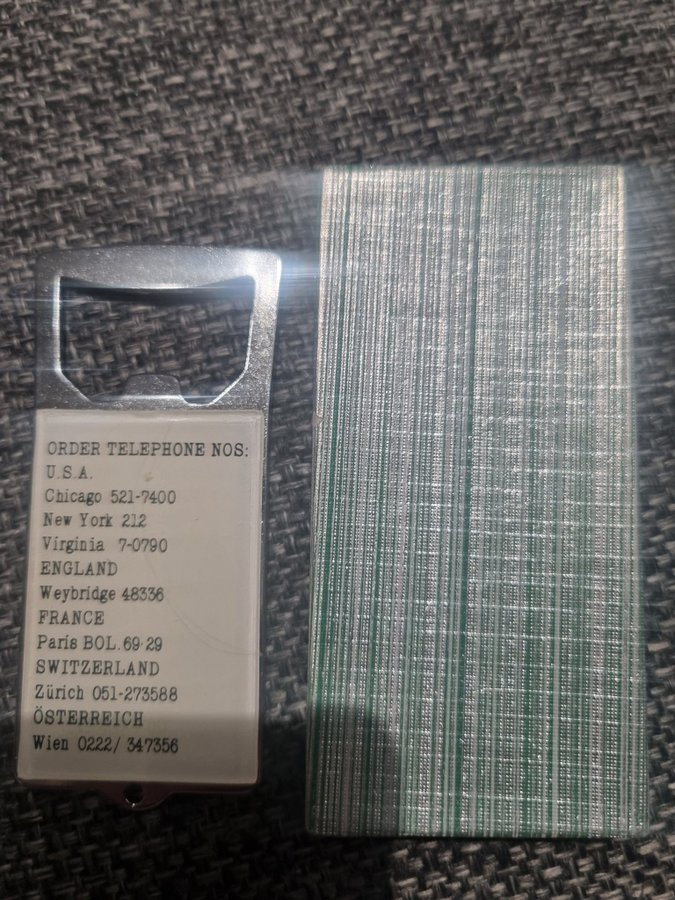 ORDER TELEPHONE NOS:
U.S.A.
Chicago 521-7400
New York 212
Virginia 7-0790
ENGLAND
Weybridge 48336
FRANCE
Paris BOL.69·29
SWITZERLAND
Zürich 051-273588
ÖSTERREICH
Wien 0222/ 347356